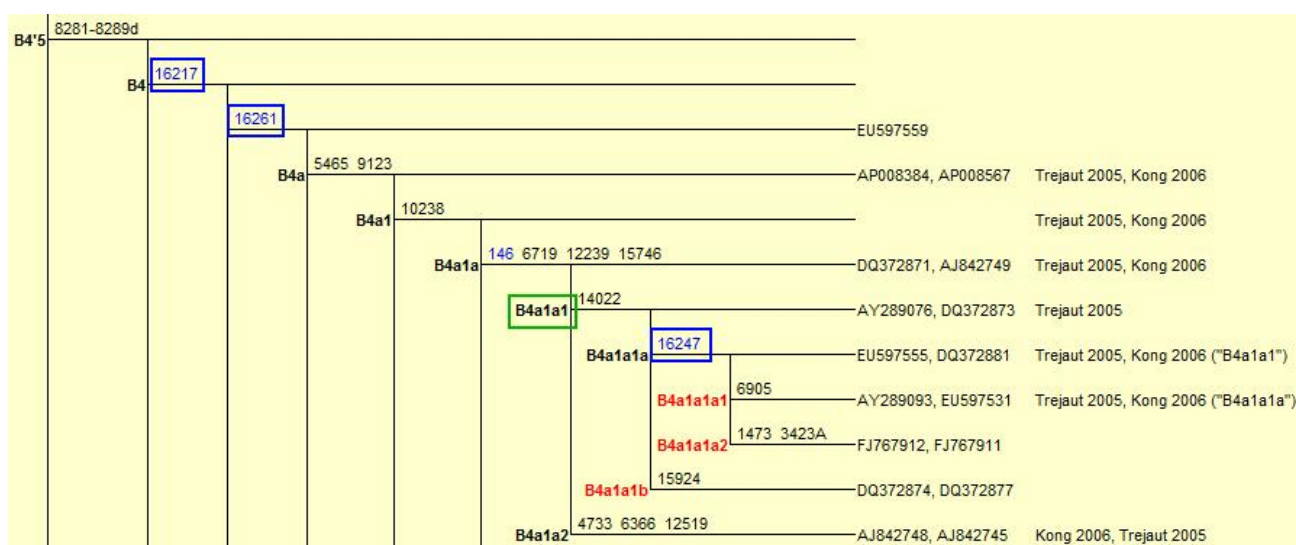 B4'5 8281-8289d
B4 16217
16261 EU597559
B4a 5465 9123 AP008384, AP008567 Trejaut 2005, Kong 2006
B4a1 10238 Trejaut 2005, Kong 2006
B4a1a 146 6719 12239 15746 DQ372871, AJ842749 Trejaut 2005, Kong 2006
B4a1a1 14022 AY289076, DQ372873 Trejaut 2005
B4a1a1a 16247 EU597555, DQ372881 Trejaut 2005, Kong 2006 ("B4a1a1")
B4a1a1a1 6905 AY289093, EU597531 Trejaut 2005, Kong 2006 ("B4a1a1a")
B4a1a1a2 1473 3423A FJ767912, FJ767911
B4a1a1b 15924 DQ372874, DQ372877
B4a1a2 4733 6366 12519 AJ842748, AJ842745 Kong 2006, Trejaut 2005